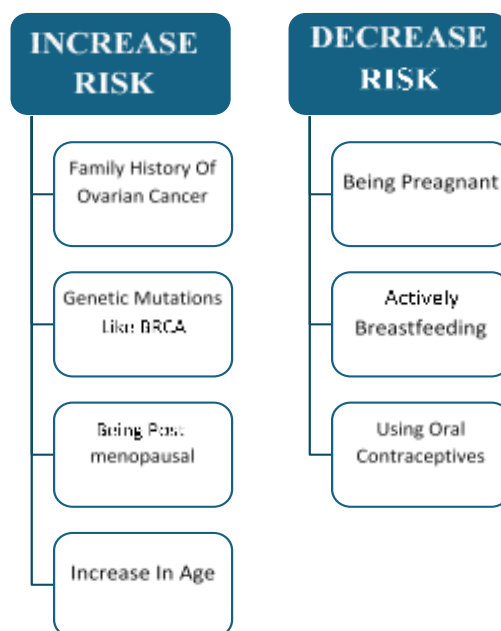 INCREASE
RISK
Family History Of
Ovarian Cancer
Genetic Mutations
Like BRCA
Being Post
menopausal
Increase In Age
DECREASE
RISK
Being Preagnant
Actively
Breastfeeding
Using Oral
Contraceptives